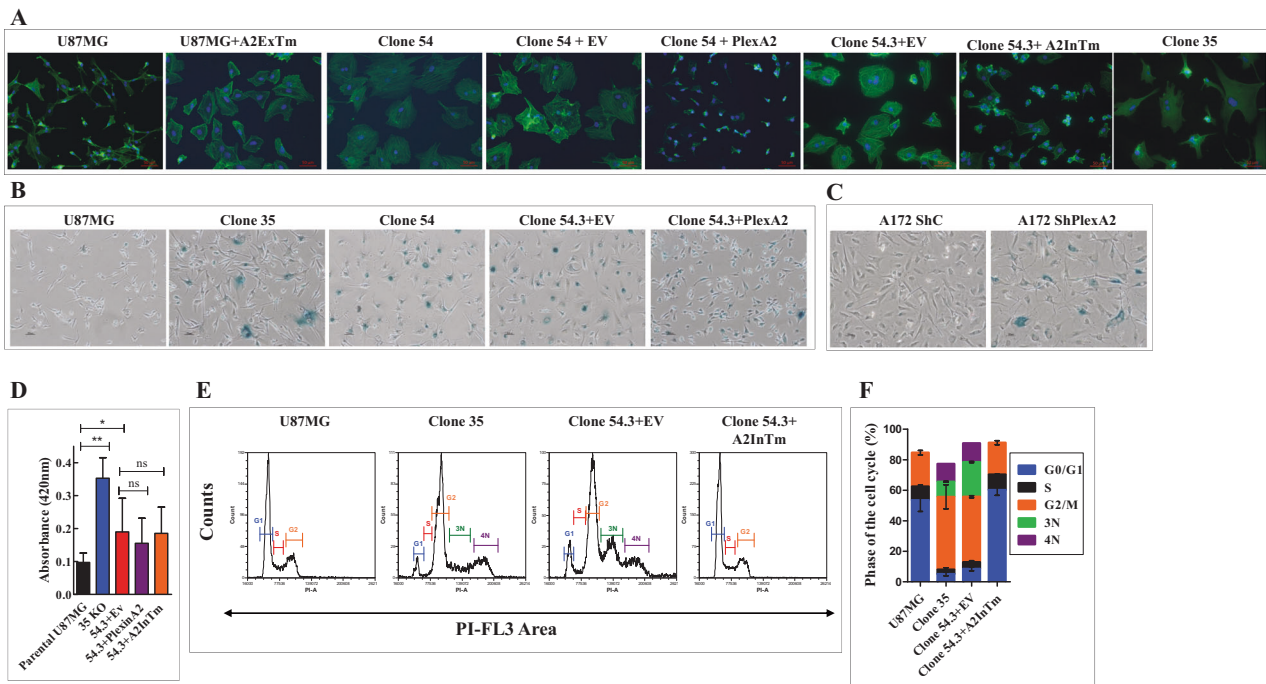 A
U87MG
U87MG+A2ExTm
Clone 54
Clone 54 + EV
Clone 54 + PlexA2
Clone 54.3+EV
Clone 54.3+ A2InTm
Clone 35
B
U87MG
Clone 35
Clone 54
Clone 54.3+EV
Clone 54.3+PlexA2
C
A172 ShC
A172 ShPlexA2
D
Absorbance (420nm)
0.4
0.3
0.2
0.1
0.0
*
**
ns
ns
Parental U87MG
35 KO
54.3+Ev
54.3+PlexinA2
54.3+A2InTm
E
U87MG
Clone 35
Clone 54.3+EV
Clone 54.3+
A2InTm
Counts
Count
G1
S
G2
PI-A
Count
G1
S
G2
3N
4N
PI-A
Count
G1
S
G2
3N
4N
PI-A
Count
G1
S
G2
PI-A
PI-FL3 Area
F
Phase of the cell cycle (%)
100
80
60
40
20
0
U87MG
Clone 35
Clone 54.3+EV
Clone 54.3+A2InTm
G0/G1
S
G2/M
3N
4N